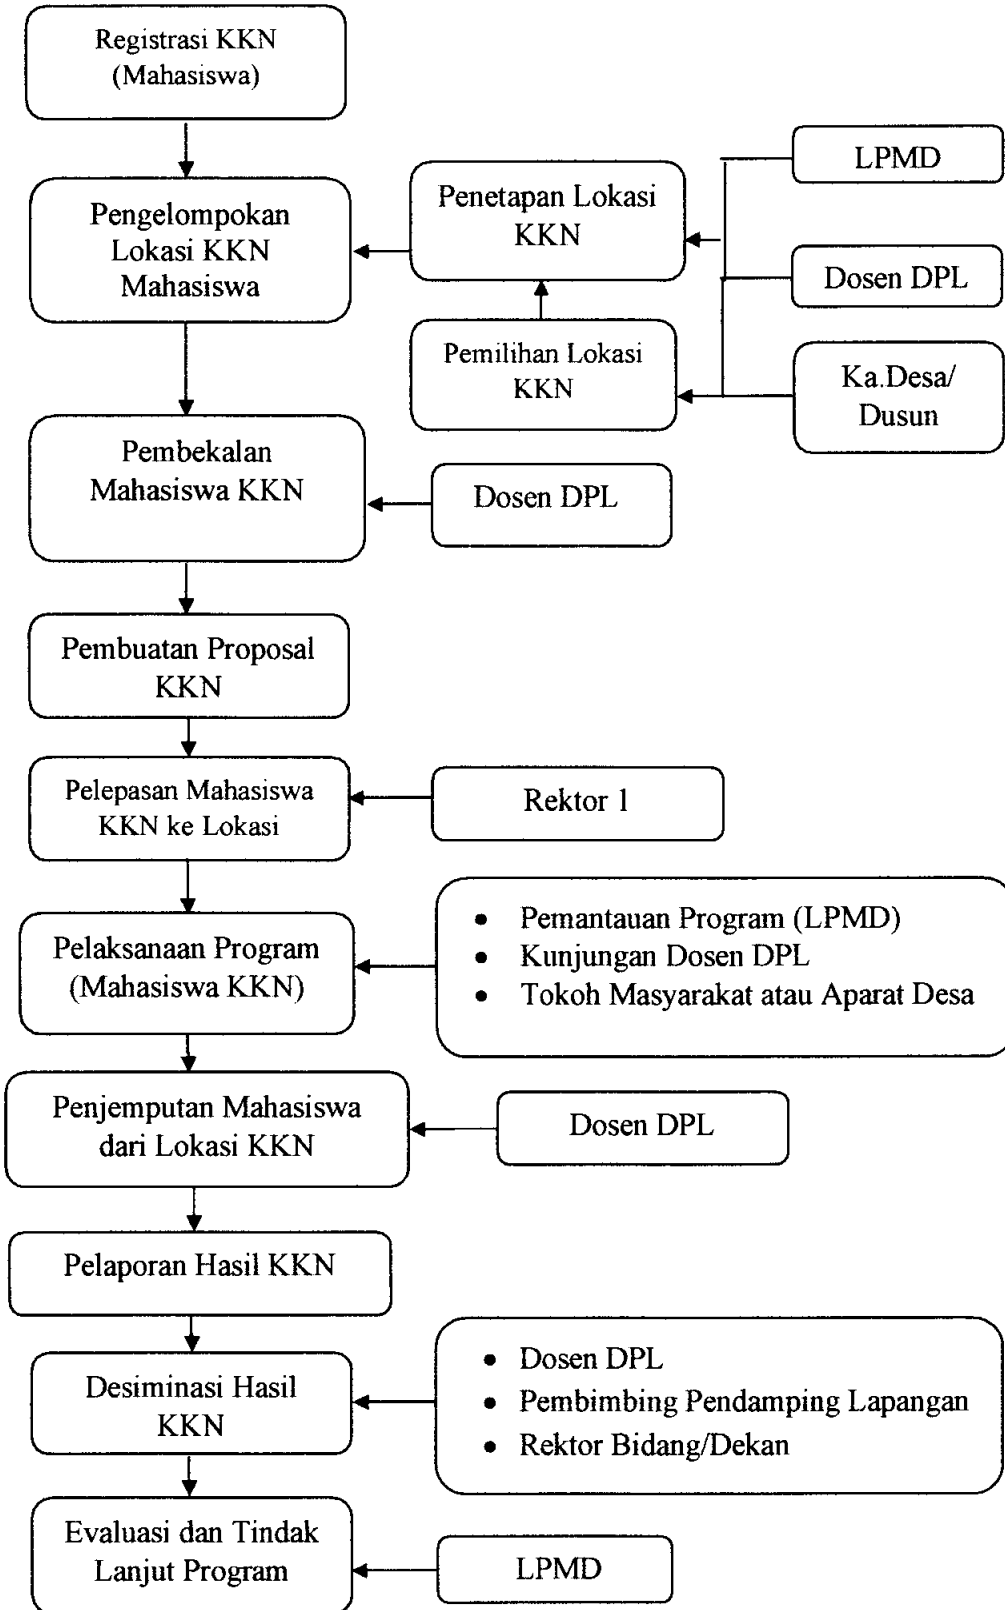 Registrasi KKN
(Mahasiswa)
LPMD
Penetapan Lokasi
KKN
Pengelompokan
Lokasi KKN
Mahasiswa
Dosen DPL
Pemilihan Lokasi
KKN
Ka.Desa/
Dusun
Pembekalan
Mahasiswa KKN
Dosen DPL
Pembuatan Proposal
KKN
Pelepasan Mahasiswa
KKN ke Lokasi
Rektor 1
Pelaksanaan Program
(Mahasiswa KKN)
• Pemantauan Program (LPMD)
• Kunjungan Dosen DPL
• Tokoh Masyarakat atau Aparat Desa
Penjemputan Mahasiswa
dari Lokasi KKN
Dosen DPL
Pelaporan Hasil KKN
Desiminasi Hasil
KKN
• Dosen DPL
• Pembimbing Pendamping Lapangan
• Rektor Bidang/Dekan
Evaluasi dan Tindak
Lanjut Program
LPMD